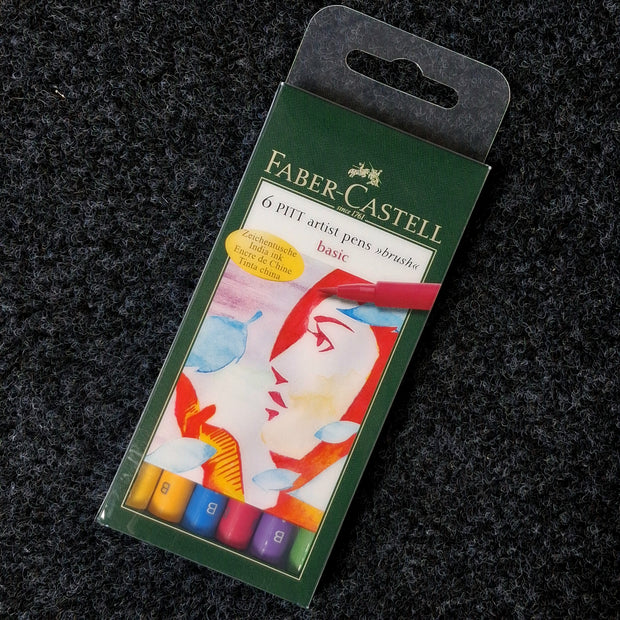 FABER-CASTELL
since 1761
6 PITT artist pens »brush«
basic
Zeichentusche
India ink
Encre de Chine
Tinta china
B
B
B